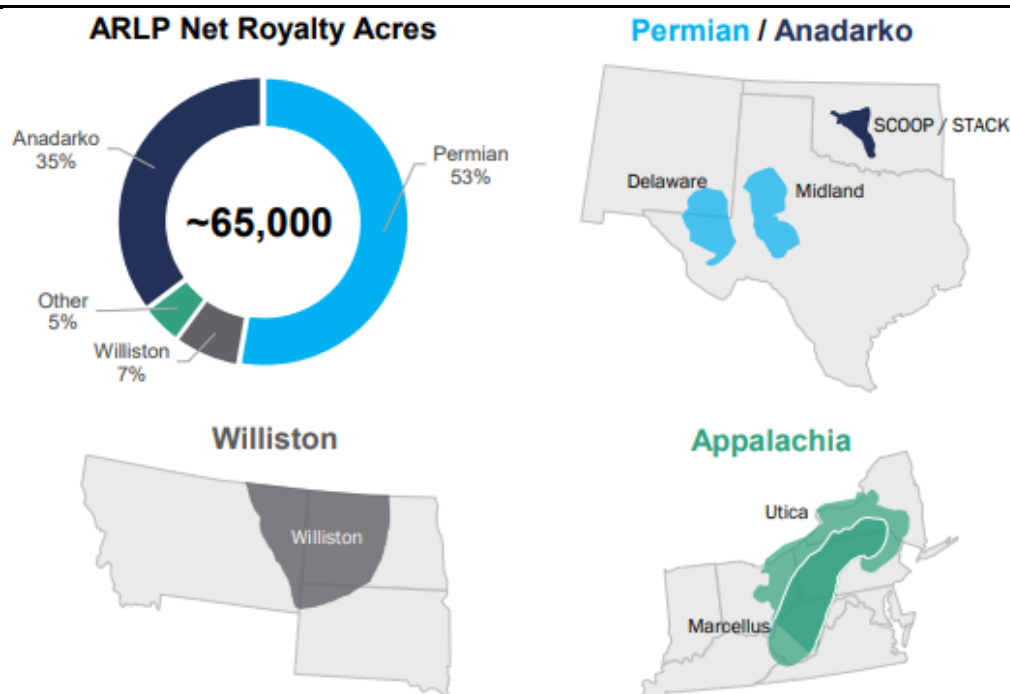 ARLP Net Royalty Acres
Anadarko
35%
Permian
53%
~65,000
Other
5%
Williston
7%
Permian / Anadarko
SCOOP / STACK
Delaware
Midland
Williston
Williston
Appalachia
Utica
Marcellus